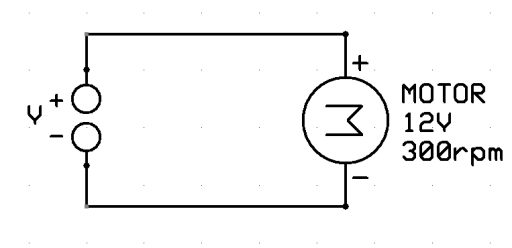 +
V
-
+
M
-
MOTOR
12V
300rpm